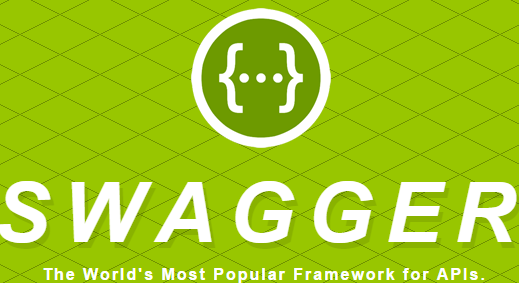 {...}
SWAGGER
The World's Most Popular Framework for APIs.